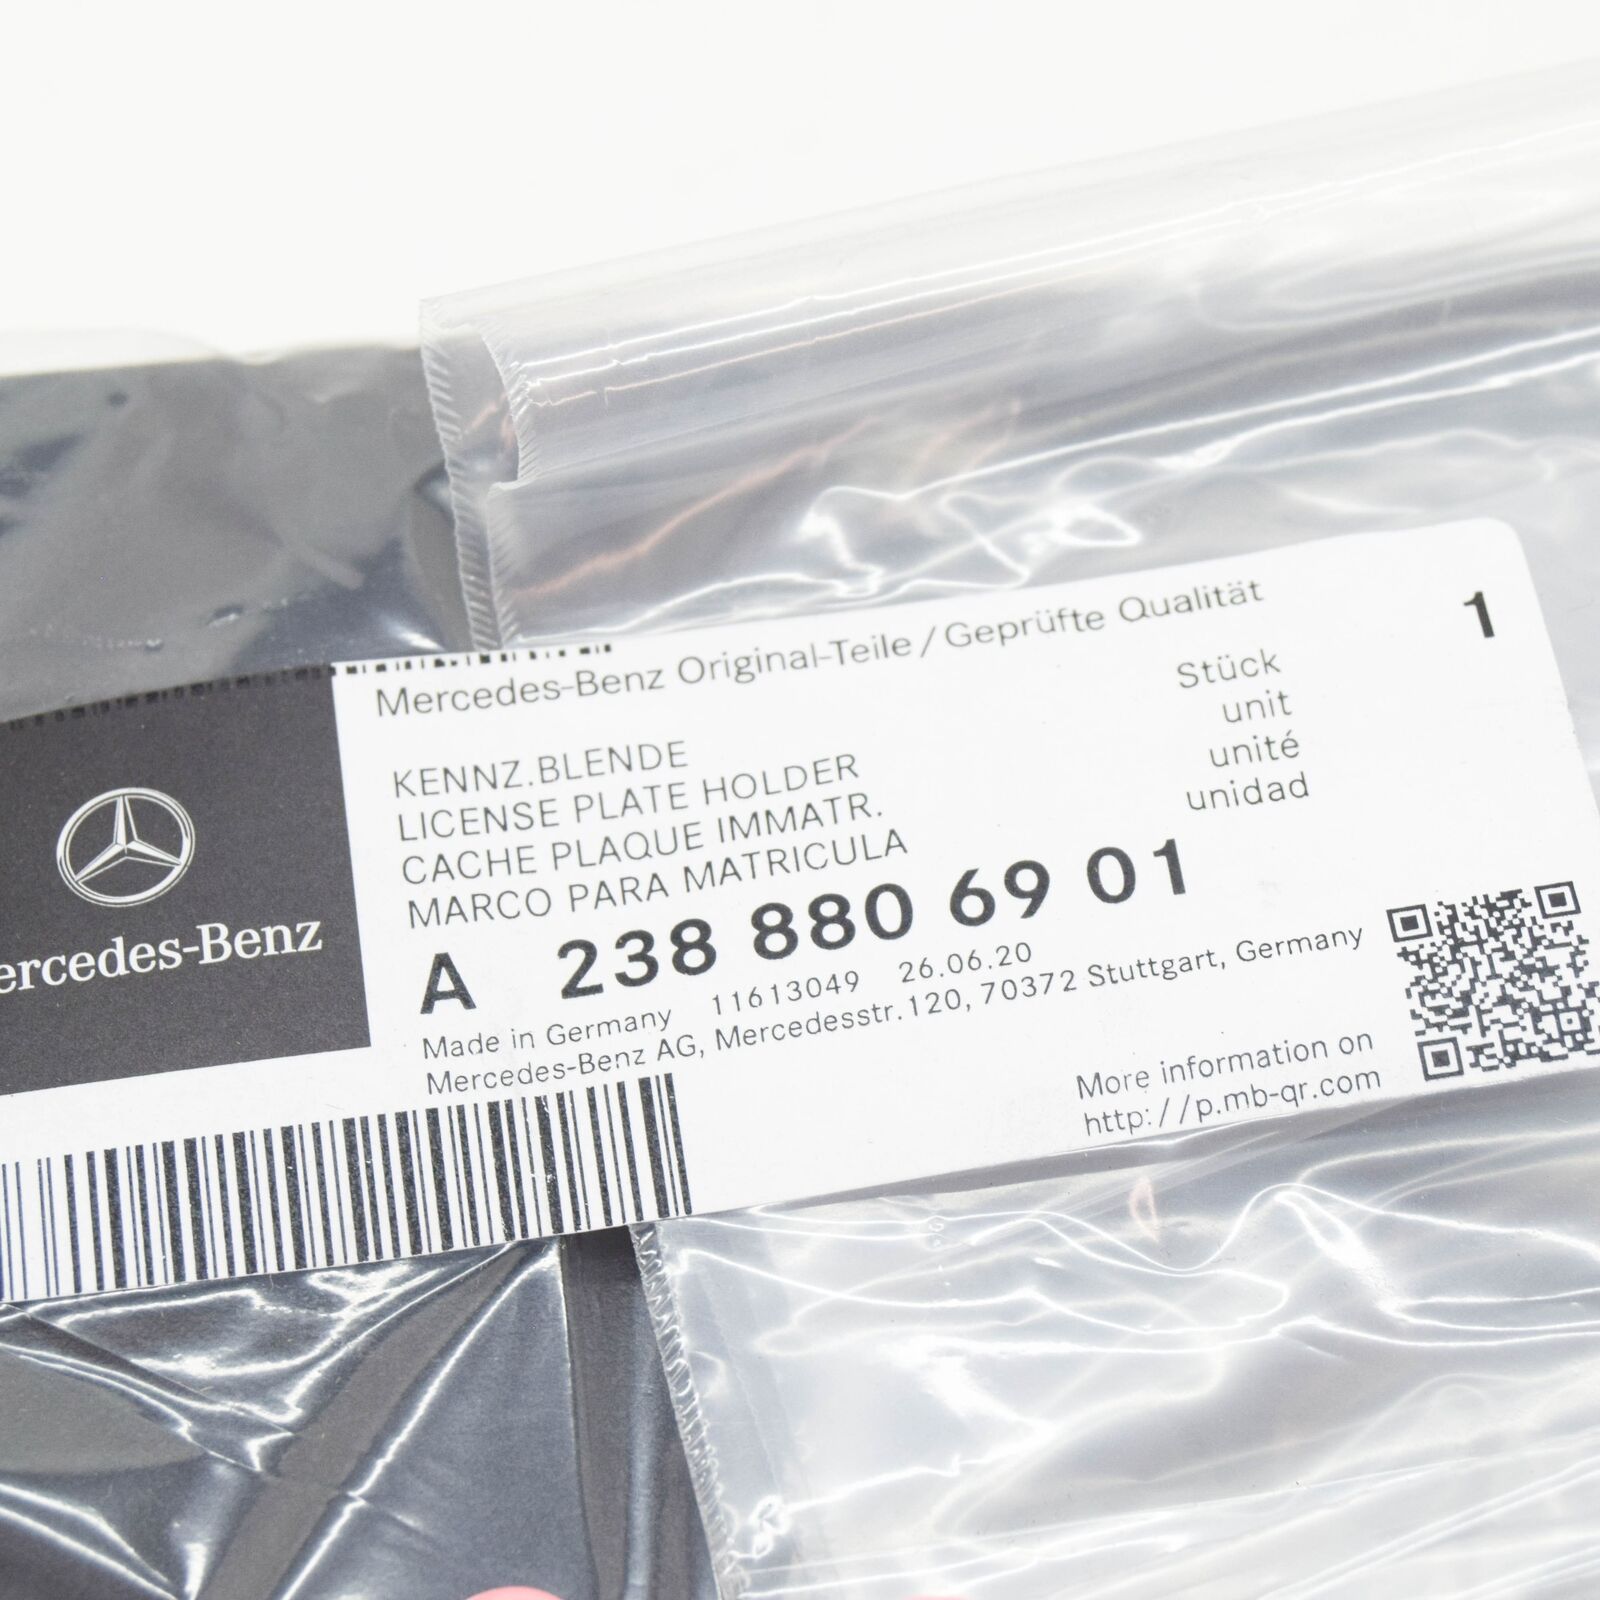 Mercedes-Benz Original-Teile / Geprüfte Qualität
1
Stück
unit
unité
unidad
KENNZ.BLENDE
LICENSE PLATE HOLDER
CACHE PLAQUE IMMATR.
MARCO PARA MATRICULA
A 238 880 69 01
Made in Germany 11613049 26.06.20
Mercedes-Benz AG, Mercedesstr.120, 70372 Stuttgart, Germany
More information on
http://p.mb-qr.com
ercedes-Benz